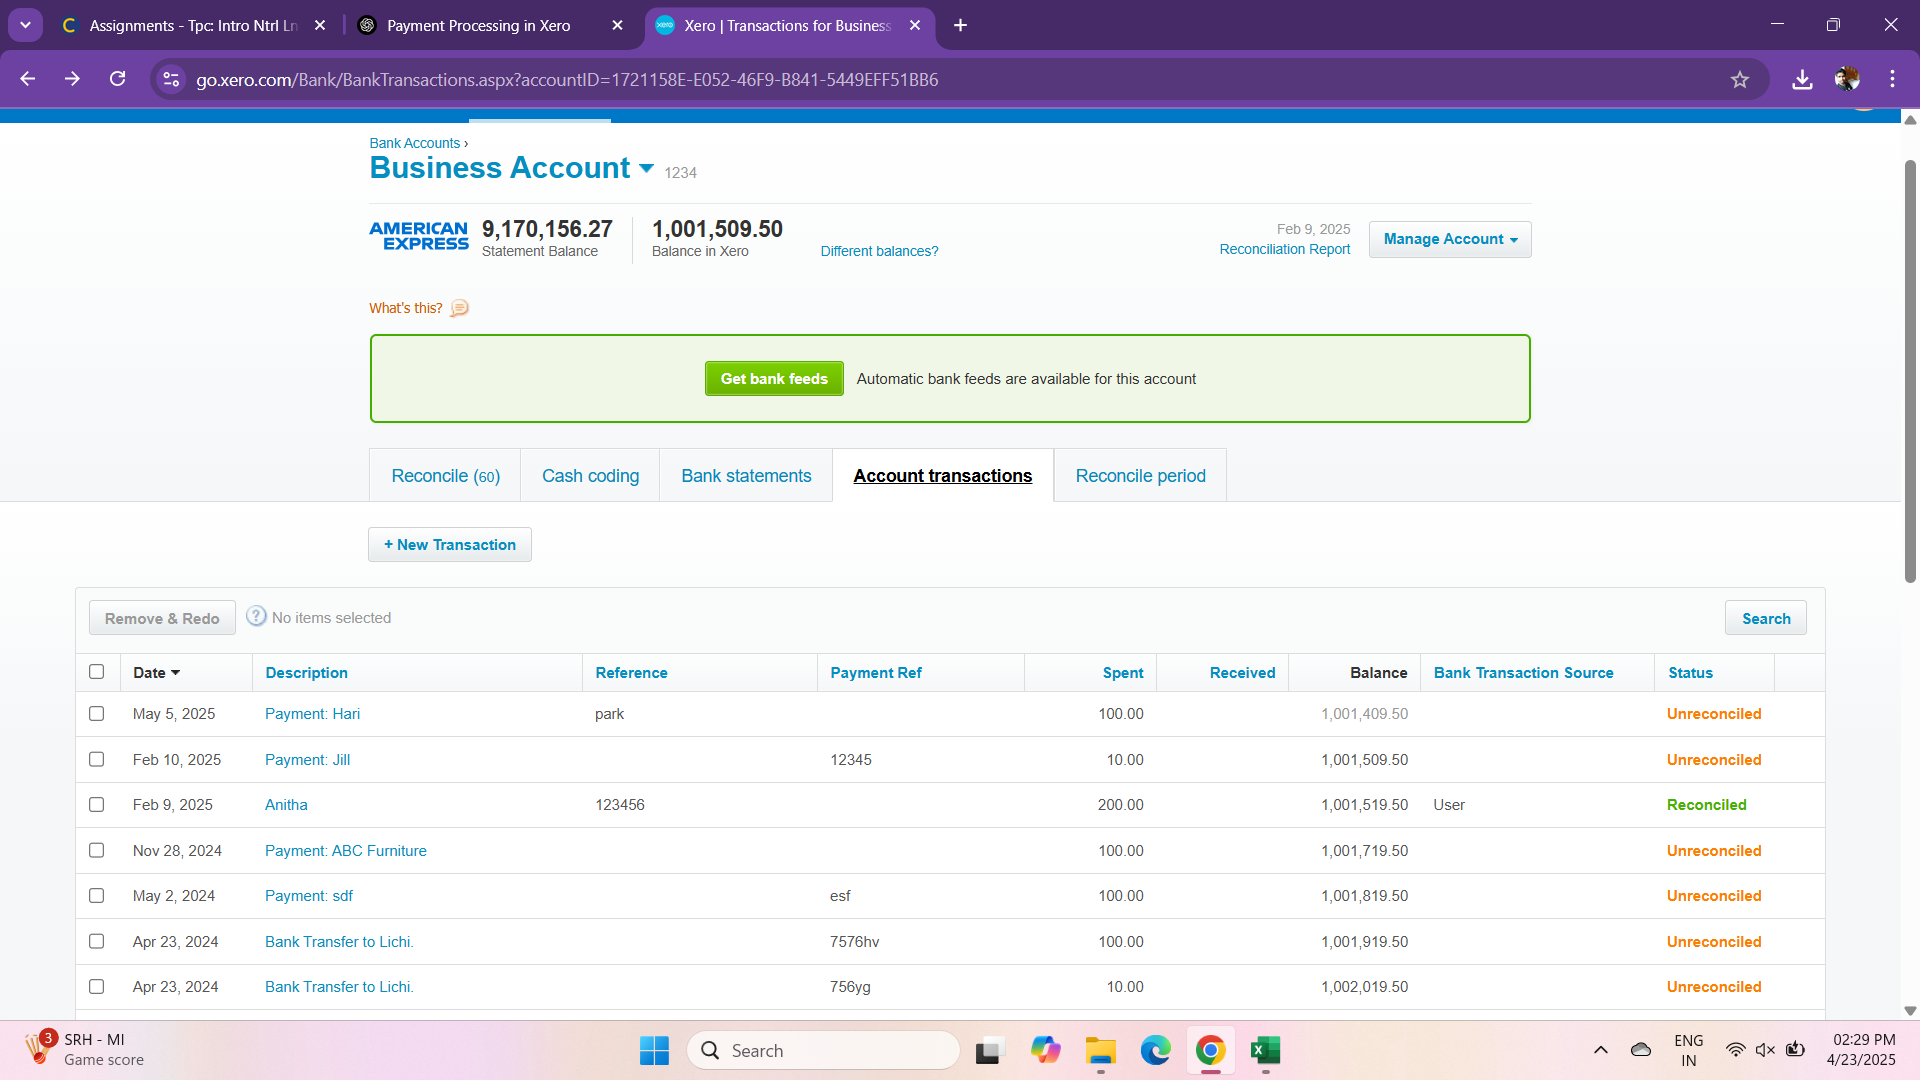 Assignments - Tpc: Intro Ntrl Ln
Payment Processing in Xero
Xero | Transactions for Business
go.xero.com/Bank/BankTransactions.aspx?accountID=1721158E-E052-46F9-B841-5449EFF51BB6
Bank Accounts ›
Business Account 1234
AMERICAN EXPRESS
9,170,156.27
Statement Balance
1,001,509.50
Balance in Xero
Different balances?
Feb 9, 2025
Reconciliation Report
Manage Account
What's this?
Get bank feeds Automatic bank feeds are available for this account
Reconcile (60) Cash coding Bank statements Account transactions Reconcile period
+ New Transaction
Remove & Redo ? No items selected Search
Date Description Reference Payment Ref Spent Received Balance Bank Transaction Source Status
May 5, 2025 Payment: Hari park 100.00 1,001,409.50 Unreconciled
Feb 10, 2025 Payment: Jill 12345 10.00 1,001,509.50 Unreconciled
Feb 9, 2025 Anitha 123456 200.00 1,001,519.50 User Reconciled
Nov 28, 2024 Payment: ABC Furniture 100.00 1,001,719.50 Unreconciled
May 2, 2024 Payment: sdf esf 100.00 1,001,819.50 Unreconciled
Apr 23, 2024 Bank Transfer to Lichi. 7576hv 100.00 1,001,919.50 Unreconciled
Apr 23, 2024 Bank Transfer to Lichi. 756yg 10.00 1,002,019.50 Unreconciled
3
SRH - MI
Game score
Search
ENG
IN
02:29 PM
4/23/2025